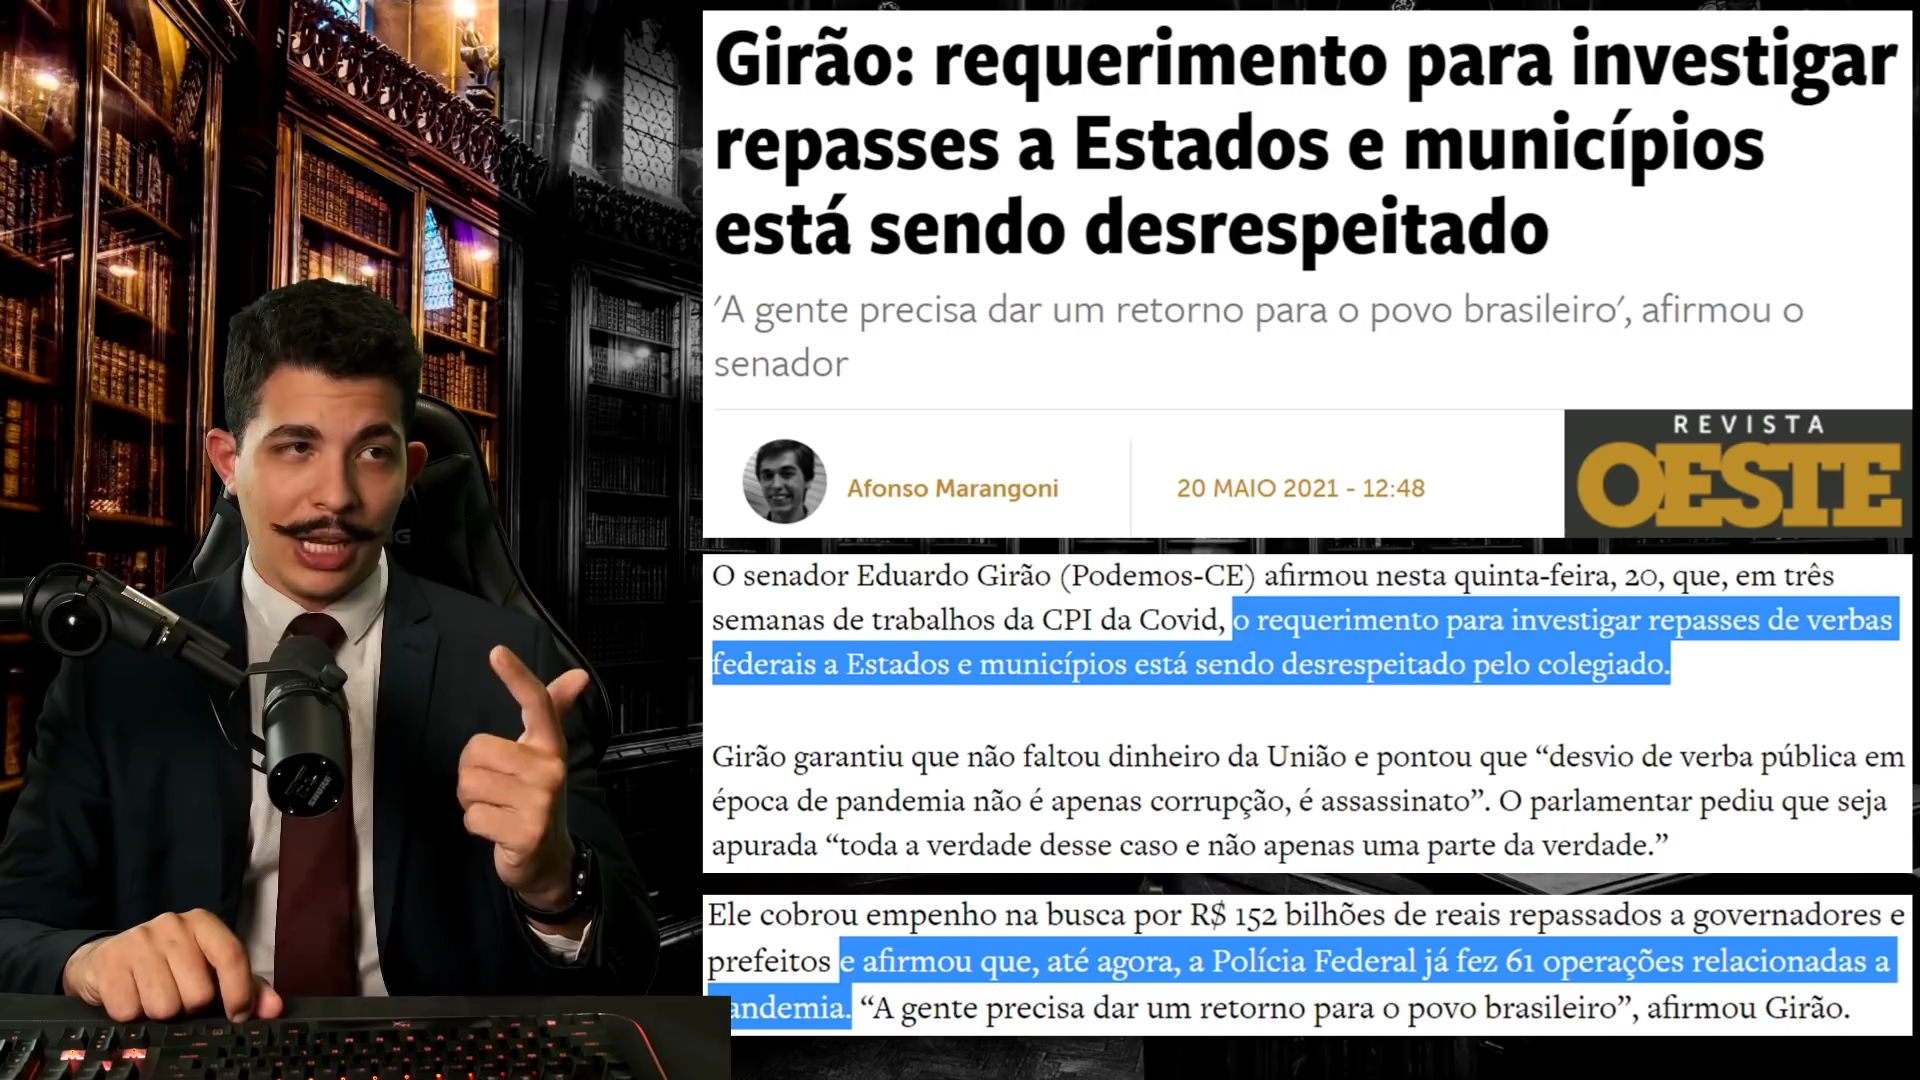 Girão: requerimento para investigar
repasses a Estados e municípios
está sendo desrespeitado
'A gente precisa dar um retorno para o povo brasileiro', afirmou o
senador
Afonso Marangoni
20 MAIO 2021 - 12:48
REVISTA
OESTE
O senador Eduardo Girão (Podemos-CE) afirmou nesta quinta-feira, 20, que, em três
semanas de trabalhos da CPI da Covid, o requerimento para investigar repasses de verbas
federais a Estados e municípios está sendo desrespeitado pelo colegiado.
Girão garantiu que não faltou dinheiro da União e pontou que “desvio de verba pública em
época de pandemia não é apenas corrupção, é assassinato”. O parlamentar pediu que seja
apurada “toda a verdade desse caso e não apenas uma parte da verdade.”
Ele cobrou empenho na busca por R$ 152 bilhões de reais repassados a governadores e
prefeitos e afirmou que, até agora, a Polícia Federal já fez 61 operações relacionadas a
andemia. “A gente precisa dar um retorno para o povo brasileiro”, afirmou Girão.
SHURE